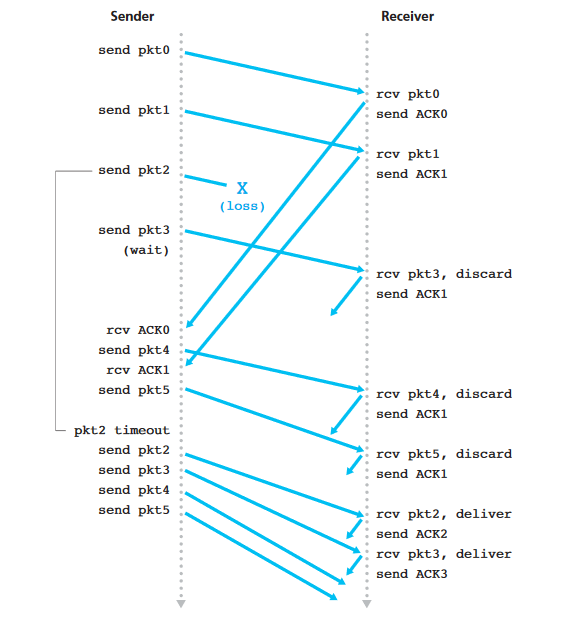 Sender
Receiver
send pkt0
rcv pkt0
send ACK0
send pkt1
rcv pkt1
send ACK1
send pkt2
X
(loss)
send pkt3
(wait)
rcv pkt3, discard
send ACK1
rcv ACK0
send pkt4
rcv ACK1
send pkt5
rcv pkt4, discard
send ACK1
pkt2 timeout
send pkt2
send pkt3
send pkt4
send pkt5
rcv pkt5, discard
send ACK1
rcv pkt2, deliver
send ACK2
rcv pkt3, deliver
send ACK3